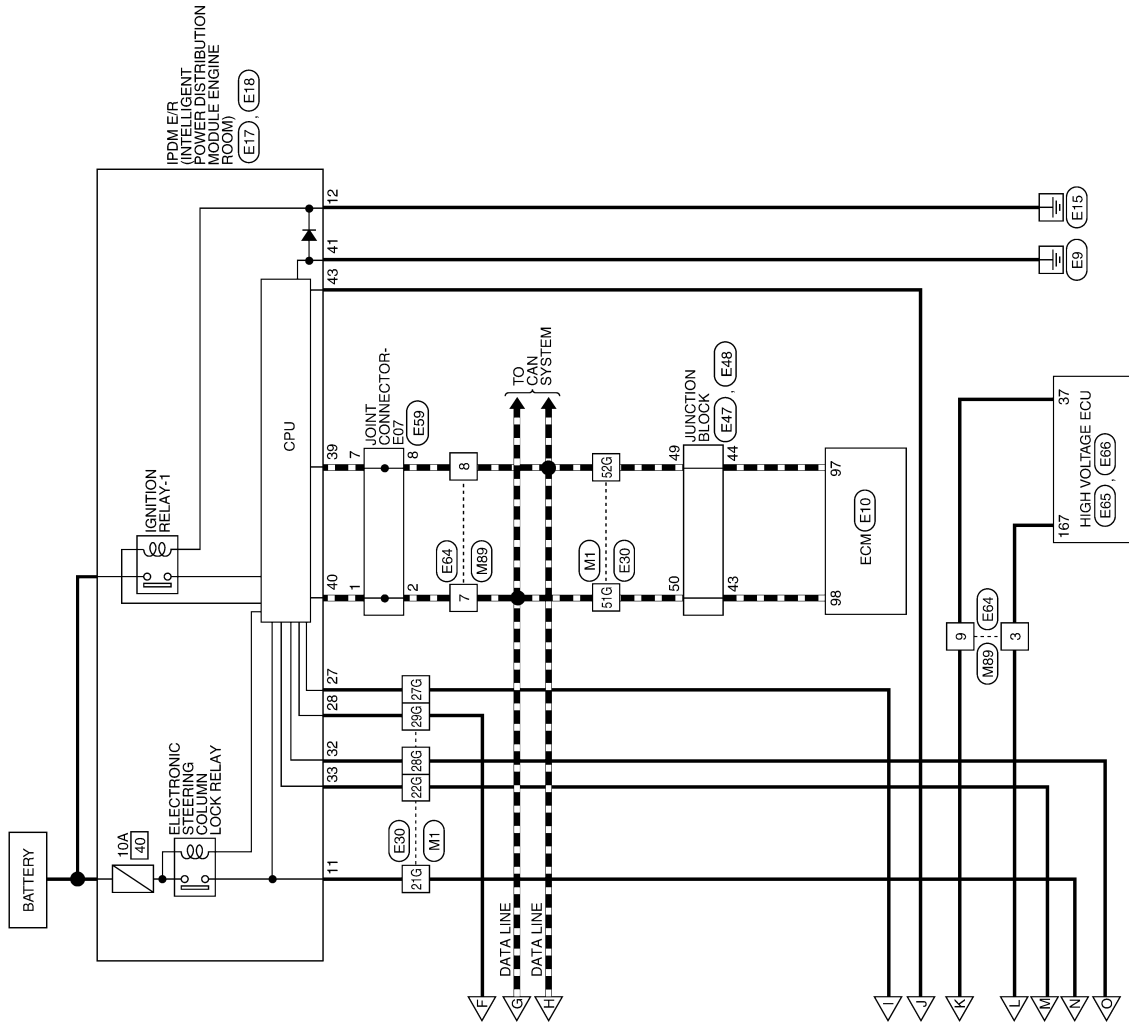 BATTERY
IPDM E/R
(INTELLIGENT
POWER DISTRIBUTION
MODULE ENGINE
ROOM)
E17 , E18
10A
40
ELECTRONIC
STEERING
COLUMN
LOCK RELAY
IGNITION
RELAY-1
CPU
11
33
32
28
27
40
39
43
41
12
E30
M1
21G
22G
28G
29G
27G
1
7
JOINT
CONNECTOR-
E07
E59
2
8
E64
M89
7
8
DATA LINE
DATA LINE
TO
CAN
SYSTEM
M1
E30
51G
52G
50
49
JUNCTION
BLOCK
E47 , E48
43
44
98
97
ECM E10
M89
E64
9
3
167
37
HIGH VOLTAGE ECU
E65 , E66
E9
E15
F
G
H
I
J
K
L
M
N
O